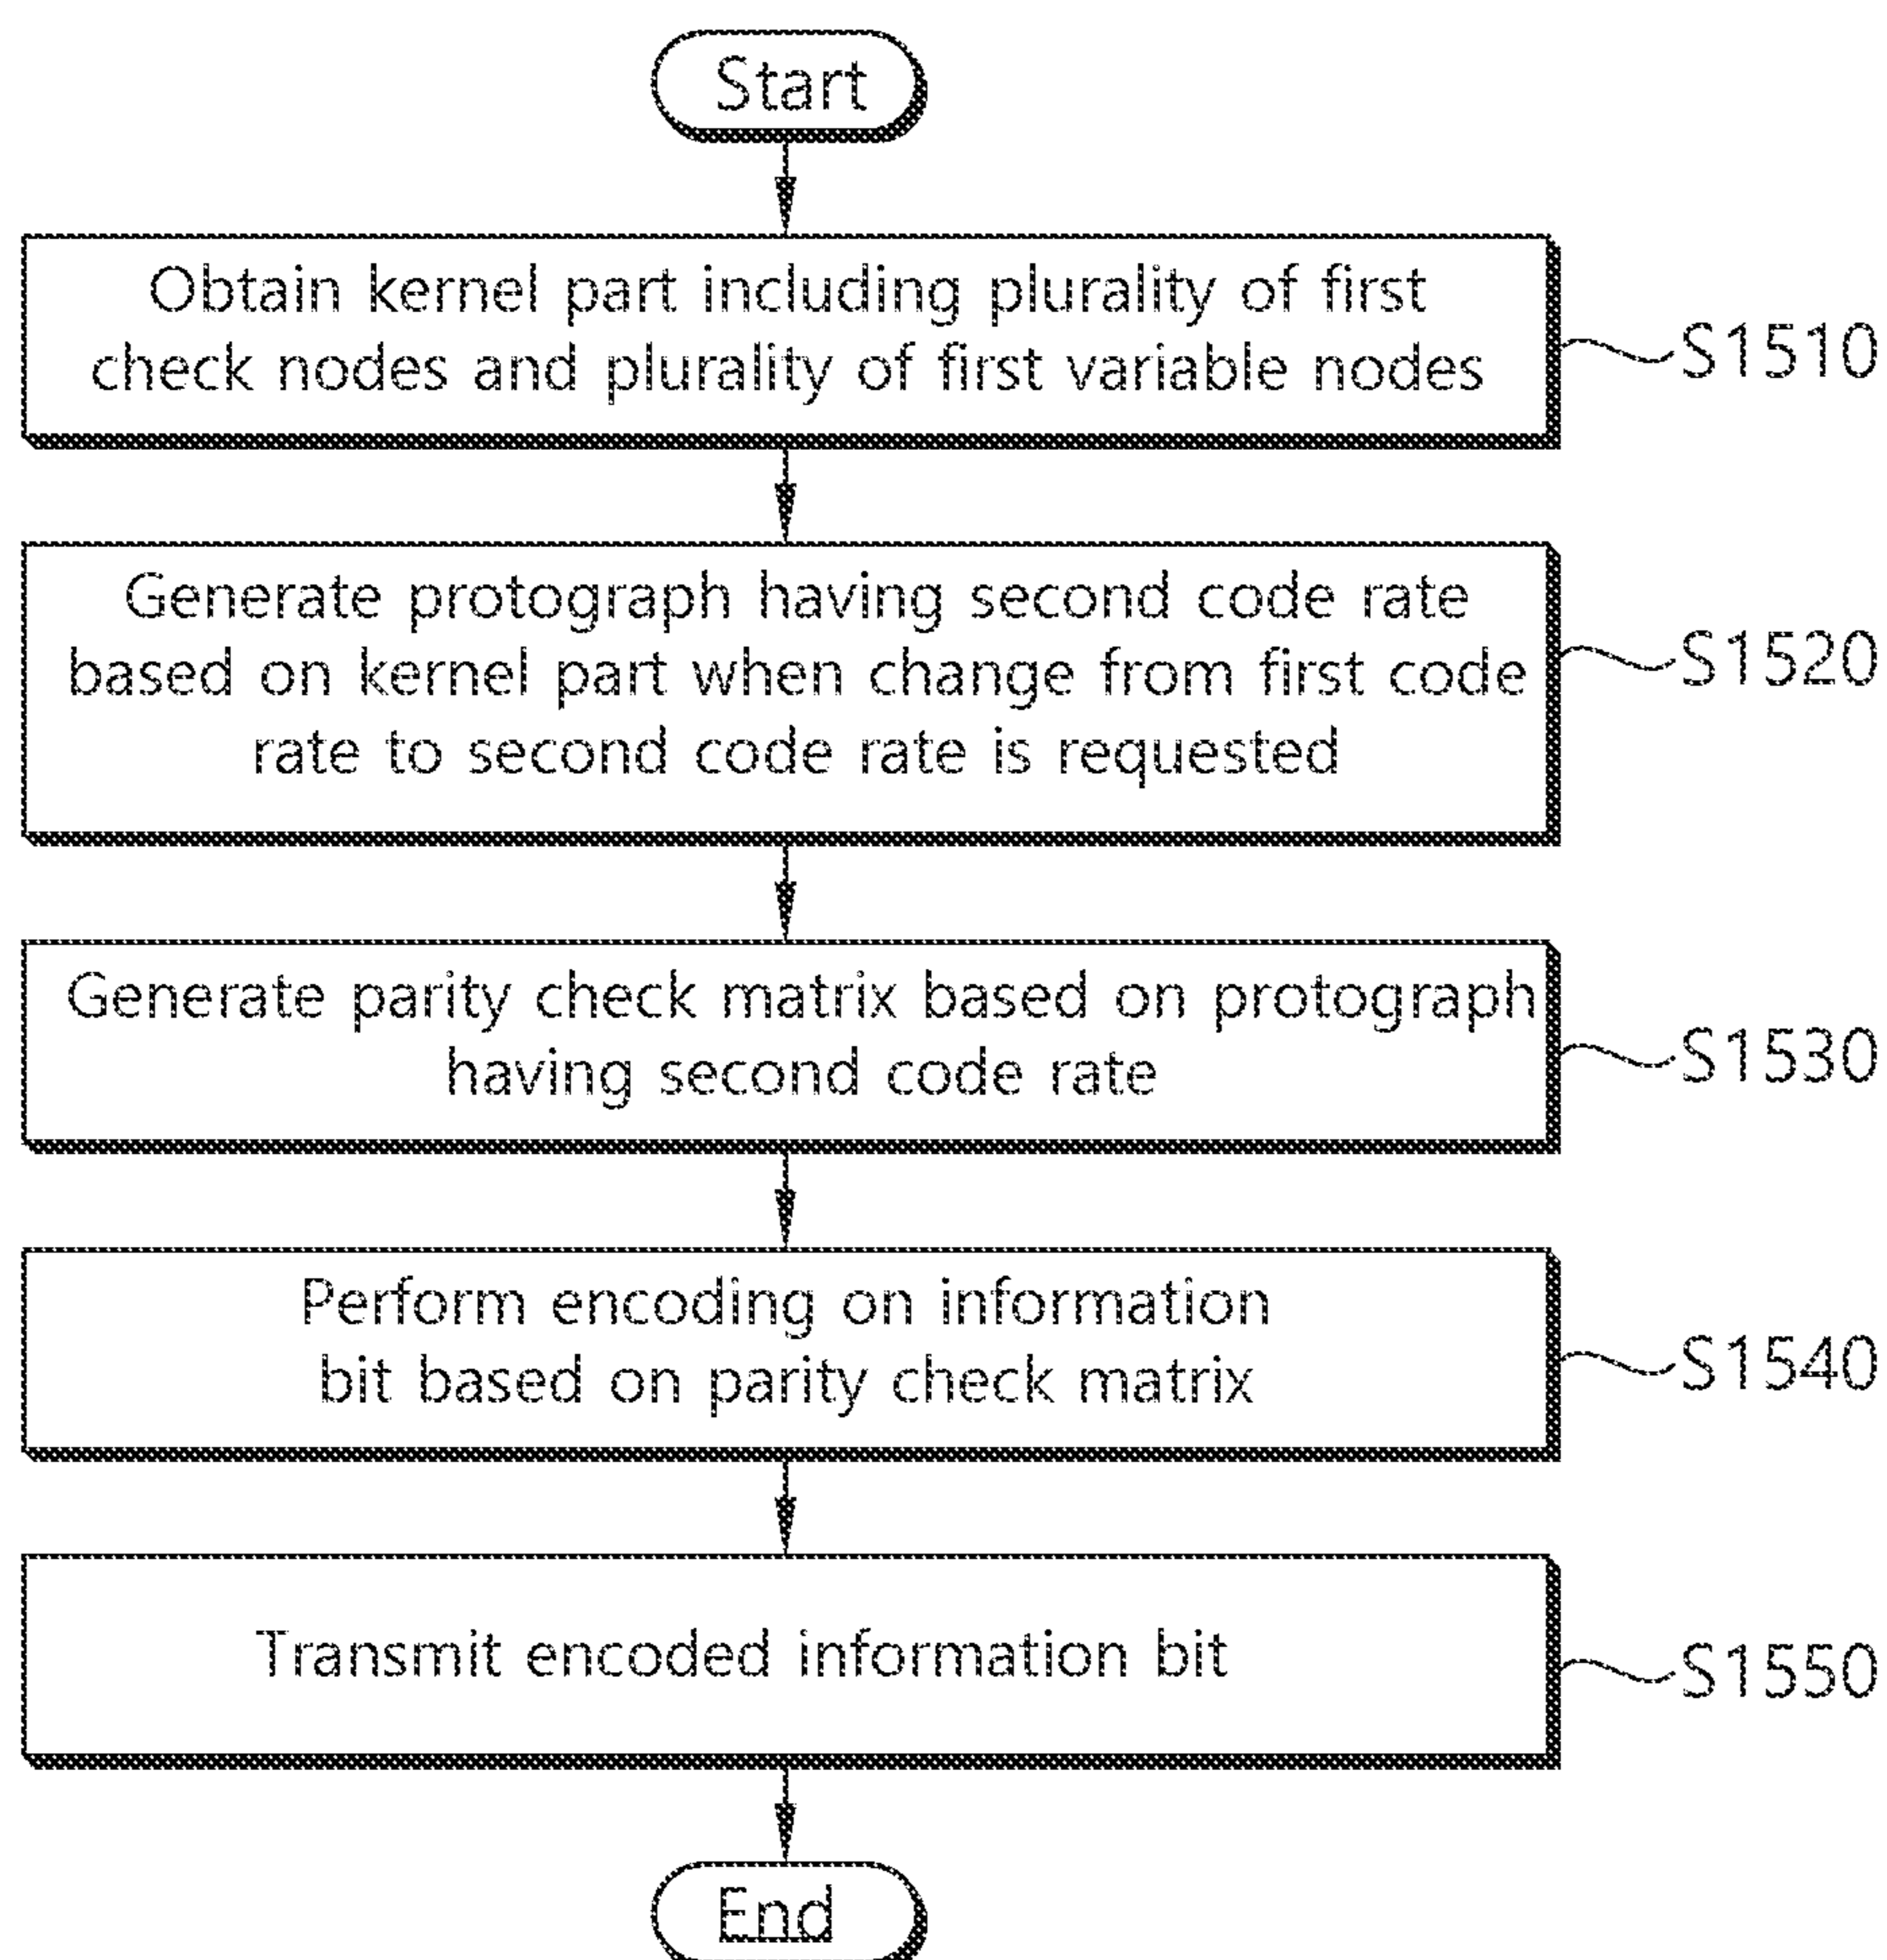 Start
Obtain kernel part including plurality of first
check nodes and plurality of first variable nodes
S1510
Generate protograph having second code rate
based on kernel part when change from first code
rate to second code rate is requested
S1520
Generate parity check matrix based on protograph
having second code rate
S1530
Perform encoding on information
bit based on parity check matrix
S1540
Transmit encoded information bit
S1550
End